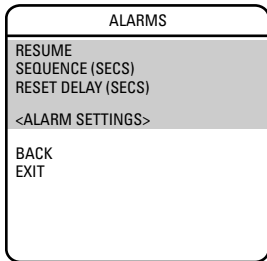 ALARMS
RESUME
SEQUENCE (SECS)
RESET DELAY (SECS)
<ALARM SETTINGS>
BACK
EXIT